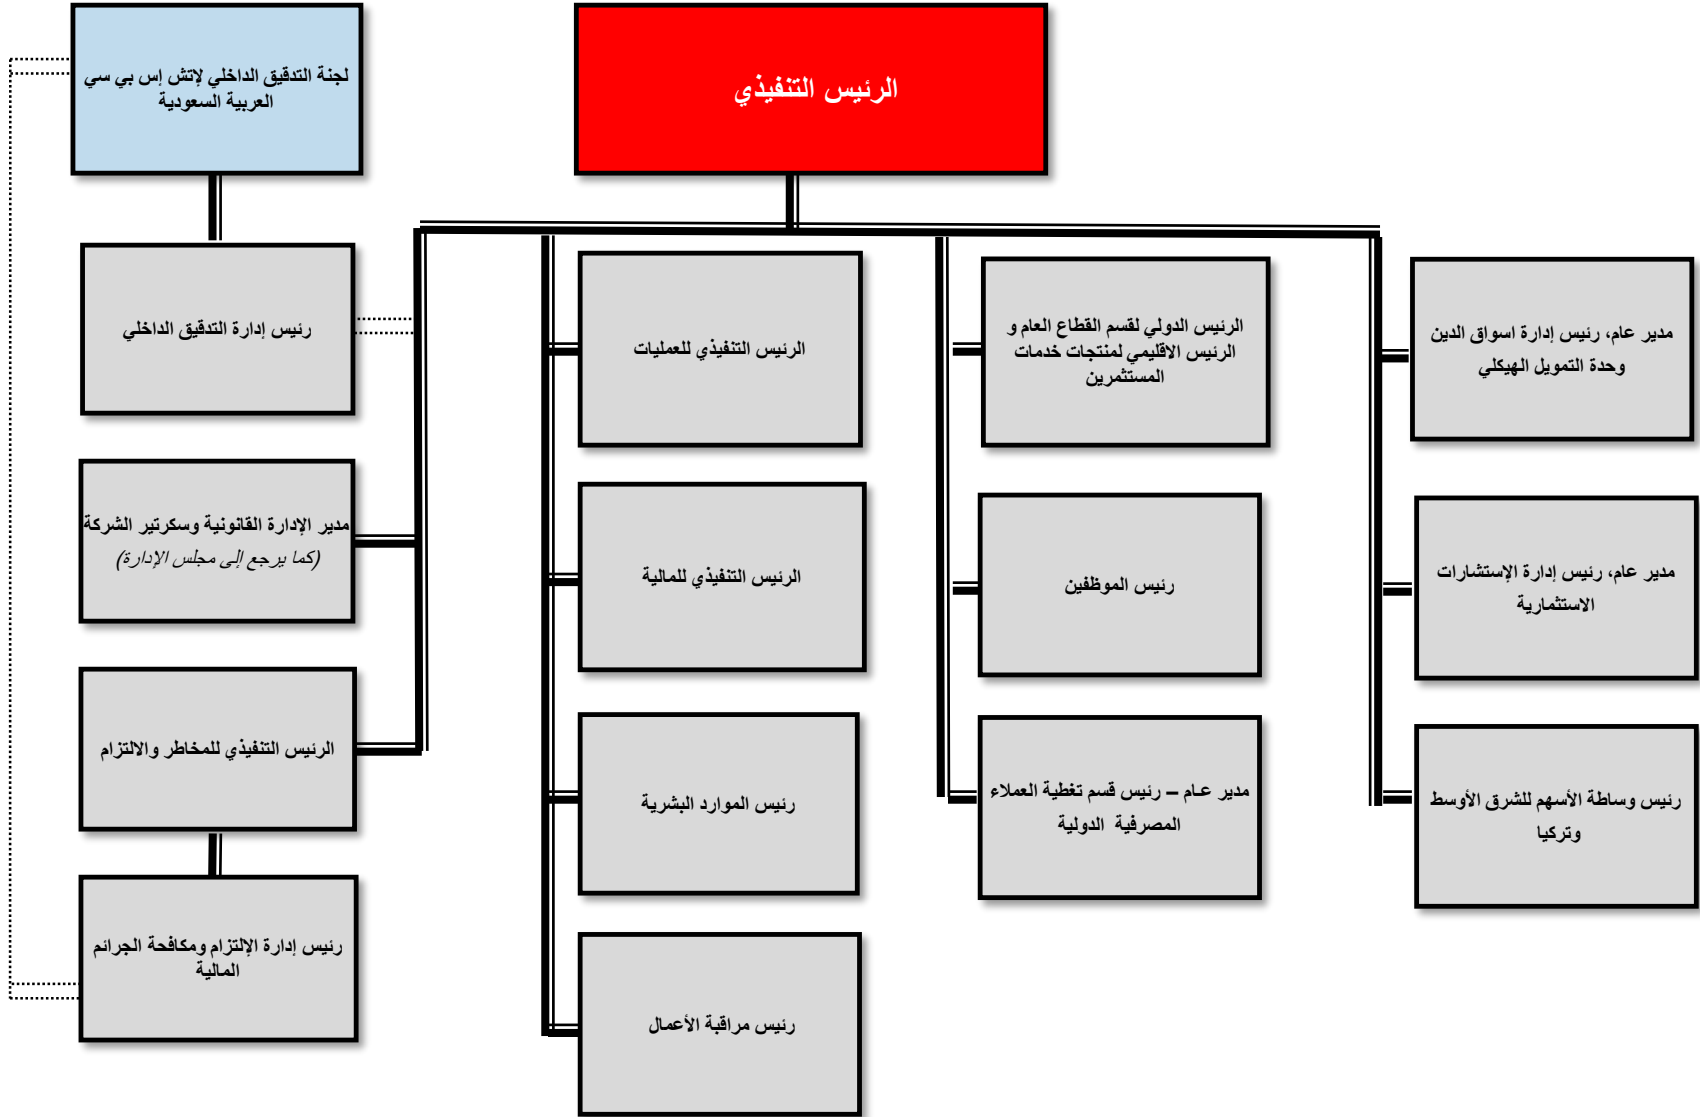 الرئيس التنفيذي
لجنة التدقيق الداخلي لإتش إس بي سي
العربية السعودية
مدير عام، رئيس إدارة اسواق الدين
وحدة التمويل الهيكلي
الرئيس الدولي لقسم القطاع العام و
الرئيس الاقليمي لمنتجات خدمات
المستثمرين
الرئيس التنفيذي للعمليات
رئيس إدارة التدقيق الداخلي
مدير عام، رئيس إدارة الإستشارات
الاستثمارية
رئيس الموظفين
الرئيس التنفيذي للمالية
مدير الإدارة القانونية وسكرتير الشركة
(كما يرجع إلى مجلس الإدارة)
رئيس وساطة الأسهم للشرق الأوسط
وتركيا
مدير عـام – رئيس قسم تغطية العملاء
المصرفية الدولية
رئيس الموارد البشرية
الرئيس التنفيذي للمخاطر والالتزام
رئيس مراقبة الأعمال
رئيس إدارة الإلتزام ومكافحة الجرائم
المالية